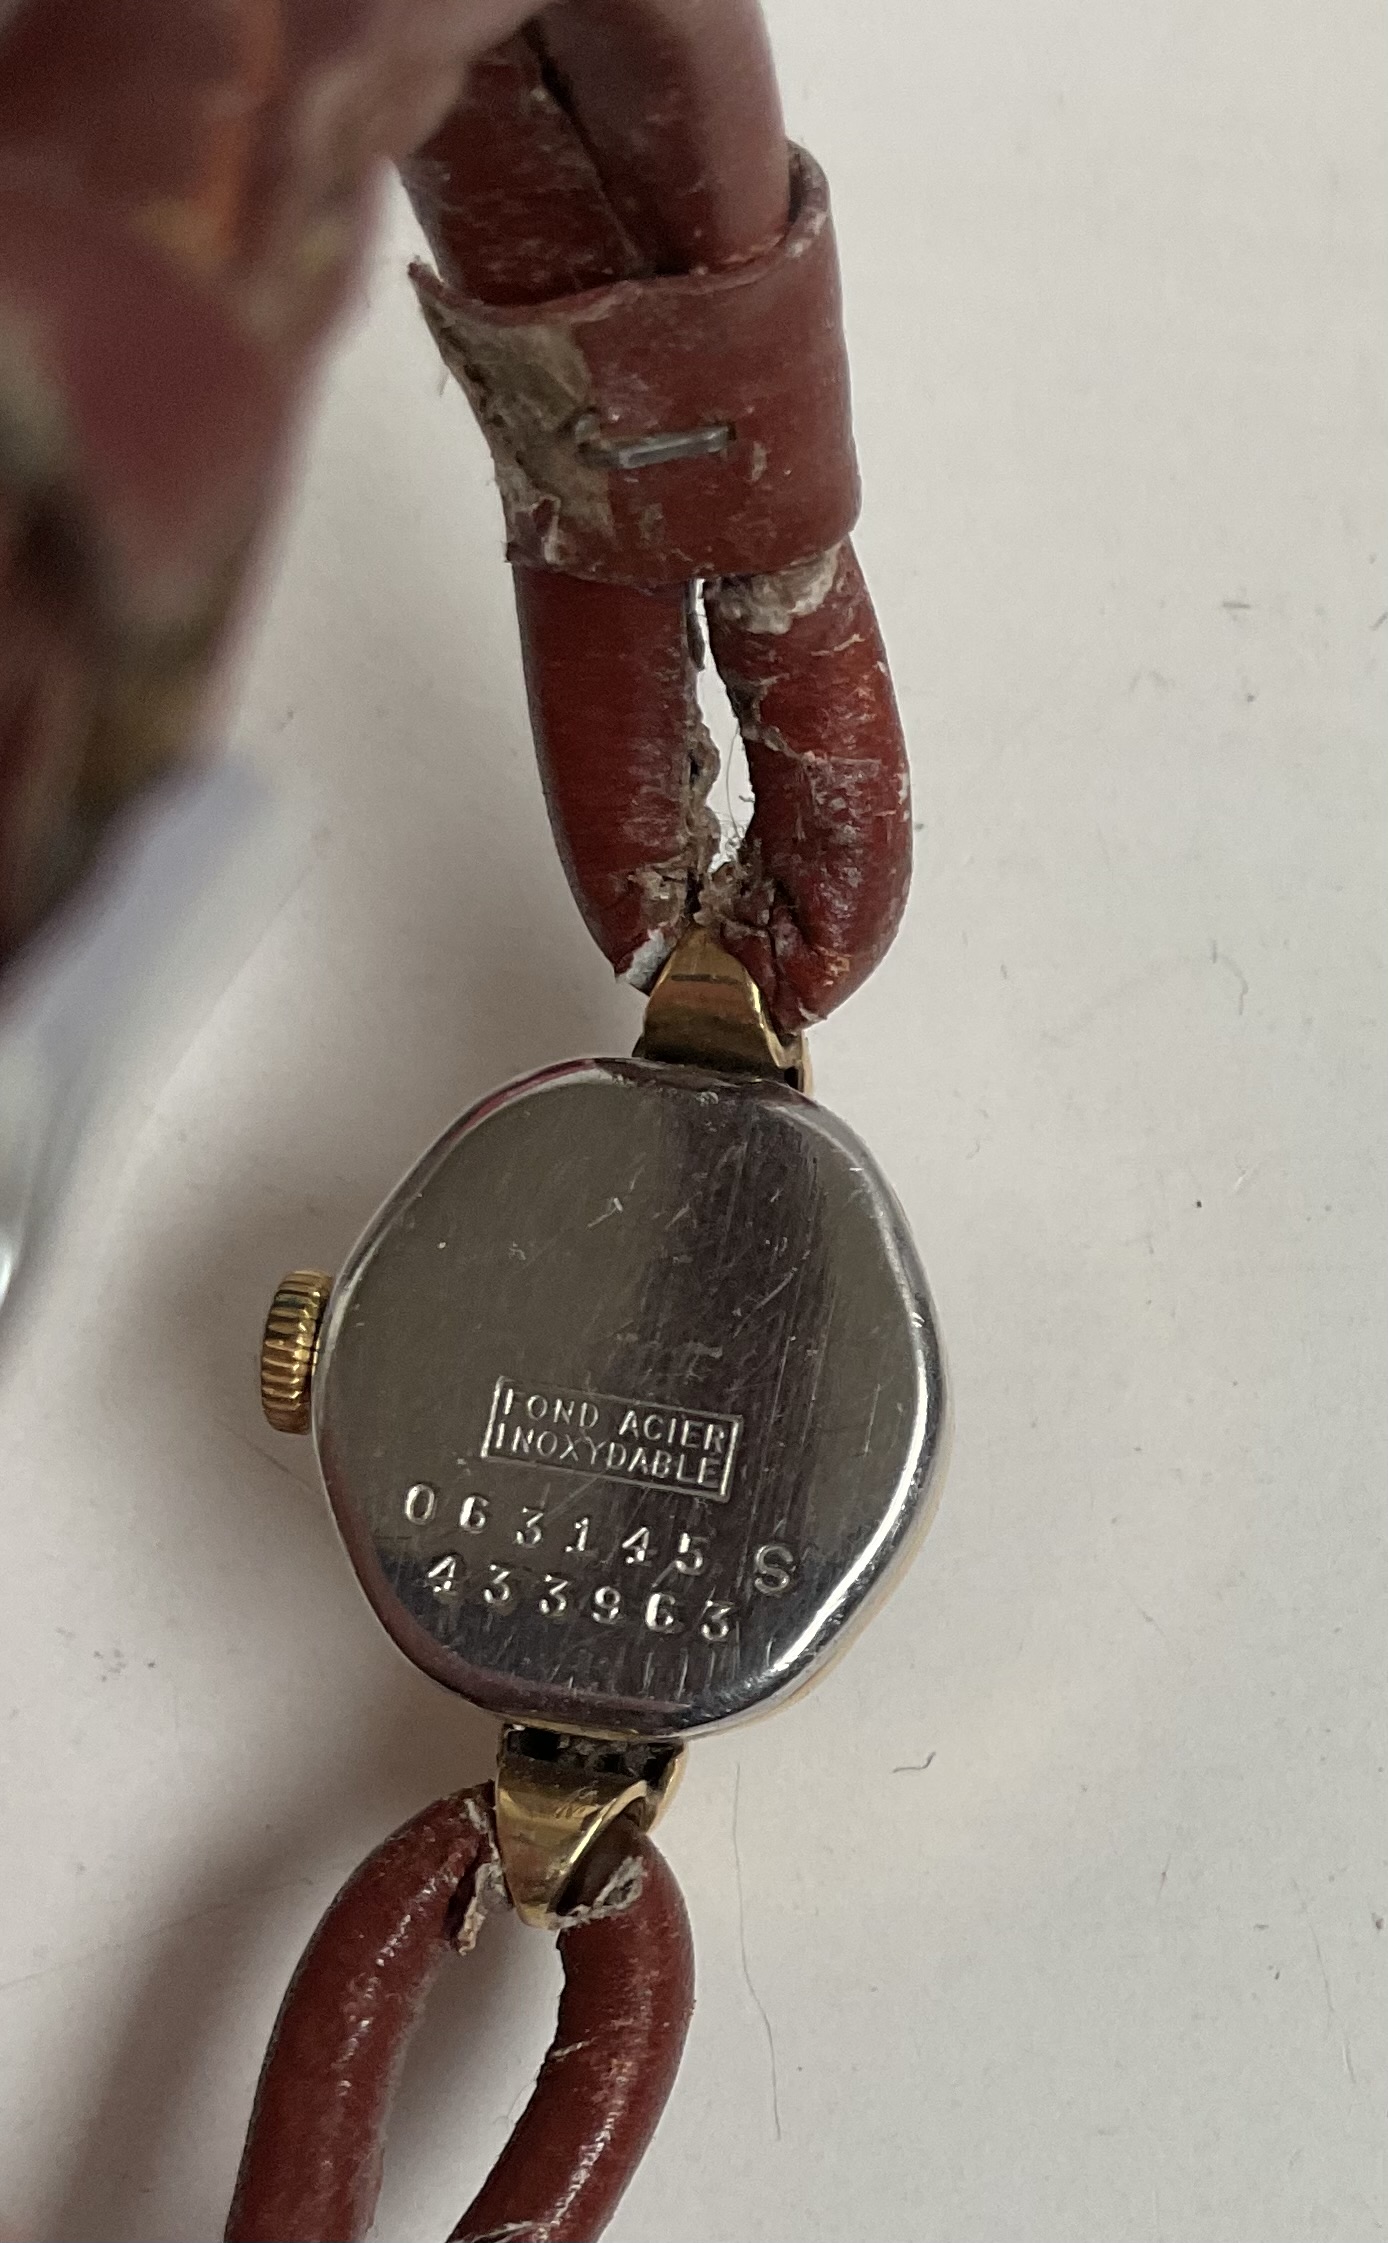 FOND ACIER
INOXYDABLE
063145 S
433963